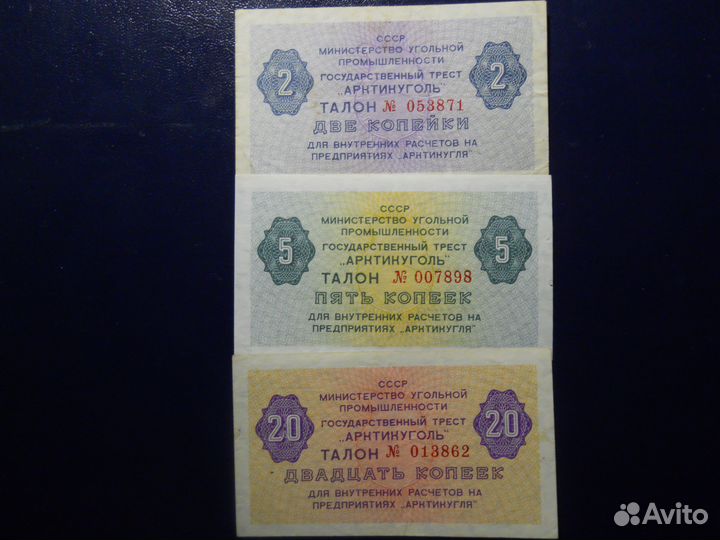 СССР
МИНИСТЕРСТВО УГОЛЬНОЙ
ПРОМЫШЛЕННОСТИ
ГОСУДАРСТВЕННЫЙ ТРЕСТ
2 „АРКТИКУГОЛЬ" 2
ТАЛОН № 053871
ДВЕ КОПЕЙКИ
ДЛЯ ВНУТРЕННИХ РАСЧЕТОВ НА
ПРЕДПРИЯТИЯХ „АРКТИКУГЛЯ"
СССР
МИНИСТЕРСТВО УГОЛЬНОЙ
ПРОМЫШЛЕННОСТИ
ГОСУДАРСТВЕННЫЙ ТРЕСТ
5 „АРКТИКУГОЛЬ" 5
ТАЛОН № 007898
ПЯТЬ КОПЕЕК
ДЛЯ ВНУТРЕННИХ РАСЧЕТОВ НА
ПРЕДПРИЯТИЯХ „АРКТИКУГЛЯ"
СССР
МИНИСТЕРСТВО УГОЛЬНОЙ
ПРОМЫШЛЕННОСТИ
ГОСУДАРСТВЕННЫЙ ТРЕСТ
20 „АРКТИКУГОЛЬ" 20
ТАЛОН № 013862
ДВАДЦАТЬ КОПЕЕК
ДЛЯ ВНУТРЕННИХ РАСЧЕТОВ НА
ПРЕДПРИЯТИЯХ „АРКТИКУГЛЯ"
Avito